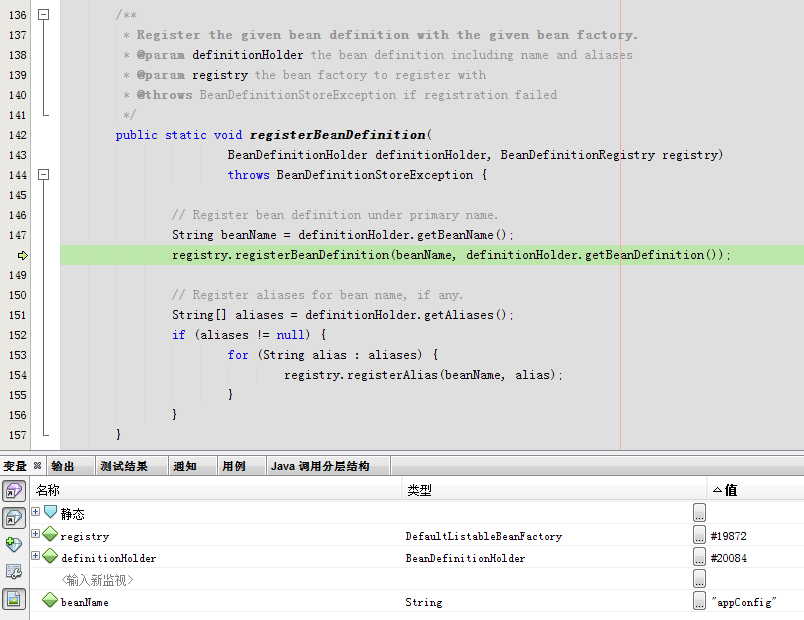 136 /**
137 * Register the given bean definition with the given bean factory.
138 * @param definitionHolder the bean definition including name and aliases
139 * @param registry the bean factory to register with
140 * @throws BeanDefinitionStoreException if registration failed
141 */
142 public static void registerBeanDefinition(
143 BeanDefinitionHolder definitionHolder, BeanDefinitionRegistry registry)
144 throws BeanDefinitionStoreException {
145
146 // Register bean definition under primary name.
147 String beanName = definitionHolder.getBeanName();
registry.registerBeanDefinition(beanName, definitionHolder.getBeanDefinition());
149
150 // Register aliases for bean name, if any.
151 String[] aliases = definitionHolder.getAliases();
152 if (aliases != null) {
153 for (String alias : aliases) {
154 registry.registerAlias(beanName, alias);
155 }
156 }
157 }
变量 输出 测试结果 通知 用例 Java 调用分层结构
名称 类型 值
静态 ...
registry DefaultListableBeanFactory ... #19872
definitionHolder BeanDefinitionHolder ... #20084
<输入新监视> ...
beanName String ... "appConfig"